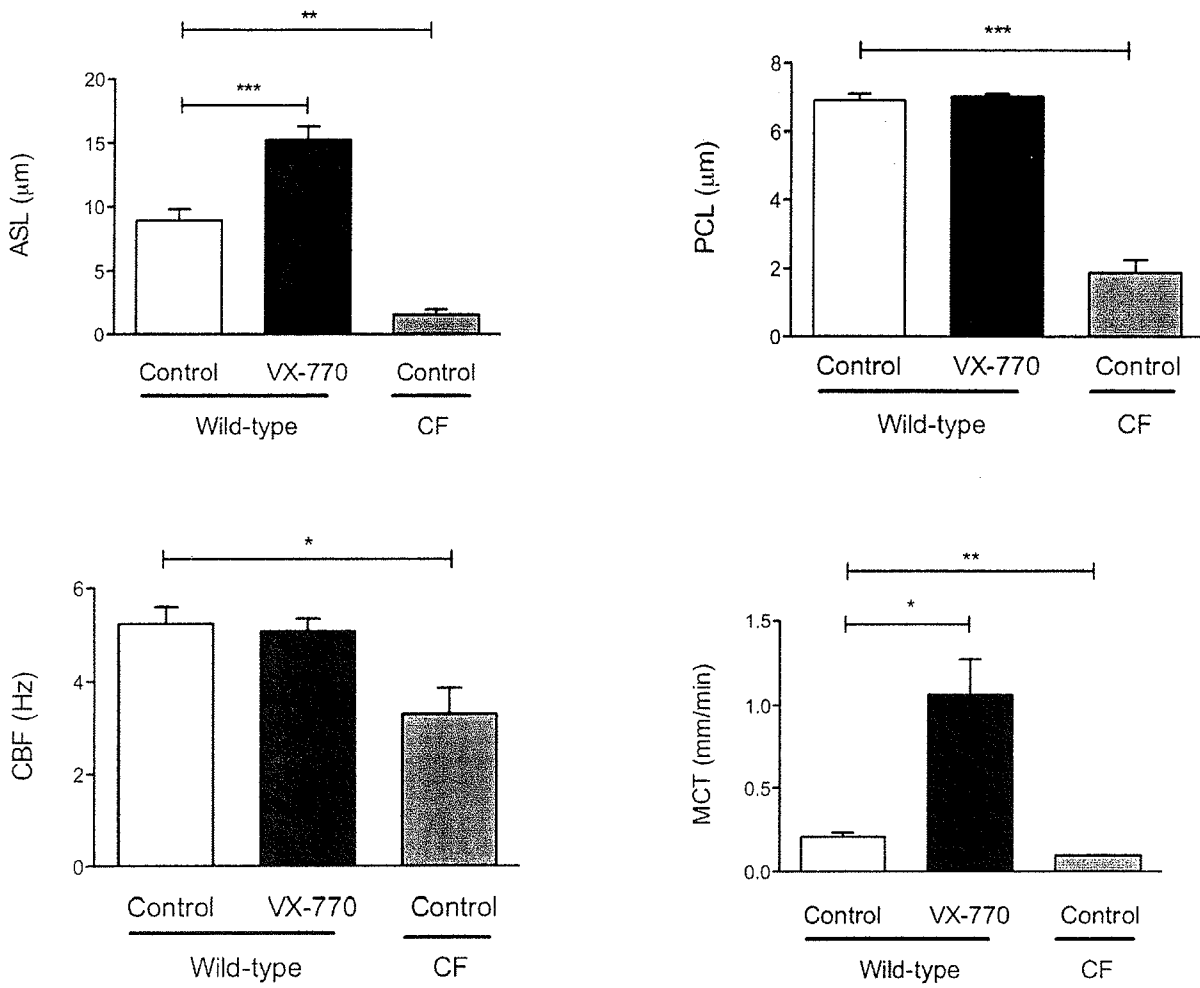 **
***
20
15
10
5
0
ASL (μm)
Control VX-770 Control
Wild-type CF
***
8
6
4
2
0
PCL (μm)
Control VX-770 Control
Wild-type CF
*
6
4
2
0
CBF (Hz)
Control VX-770 Control
Wild-type CF
**
*
1.5
1.0
0.5
0.0
MCT (mm/min)
Control VX-770 Control
Wild-type CF